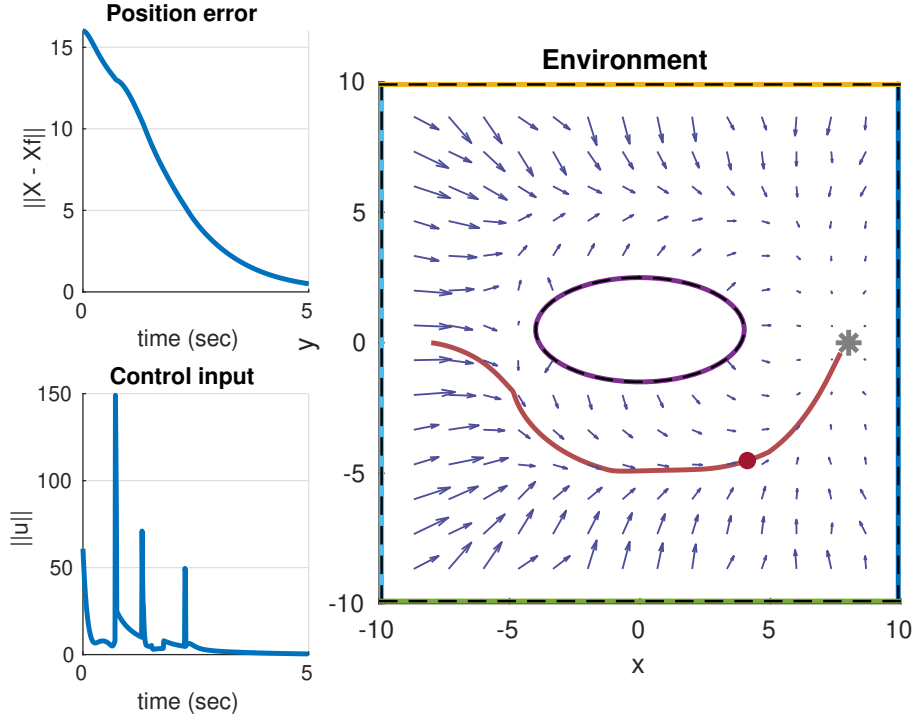 Position error
15
10
5
0
0
5
||X - Xf||
time (sec)
Control input
150
100
50
0
0
5
||u||
time (sec)
Environment
10
5
0
-5
-10
-10
-5
0
5
10
y
x